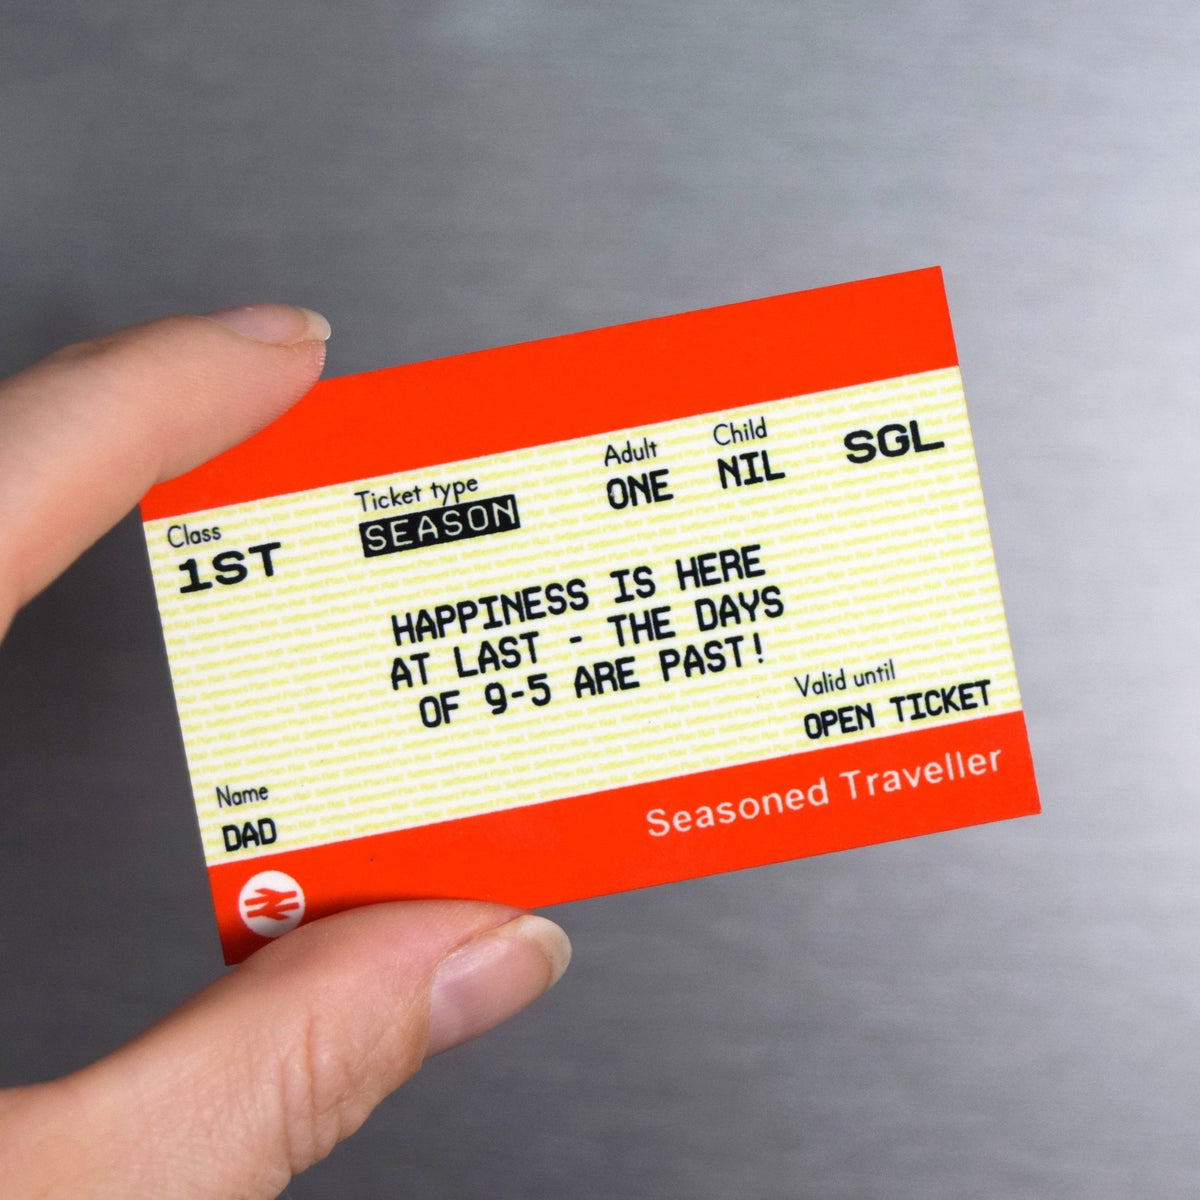 Class
1ST
Ticket type
SEASON
Adult
ONE
Child
NIL
SGL
HAPPINESS IS HERE
AT LAST - THE DAYS
OF 9-5 ARE PAST!
Valid until
OPEN TICKET
Name
DAD
Seasoned Traveller